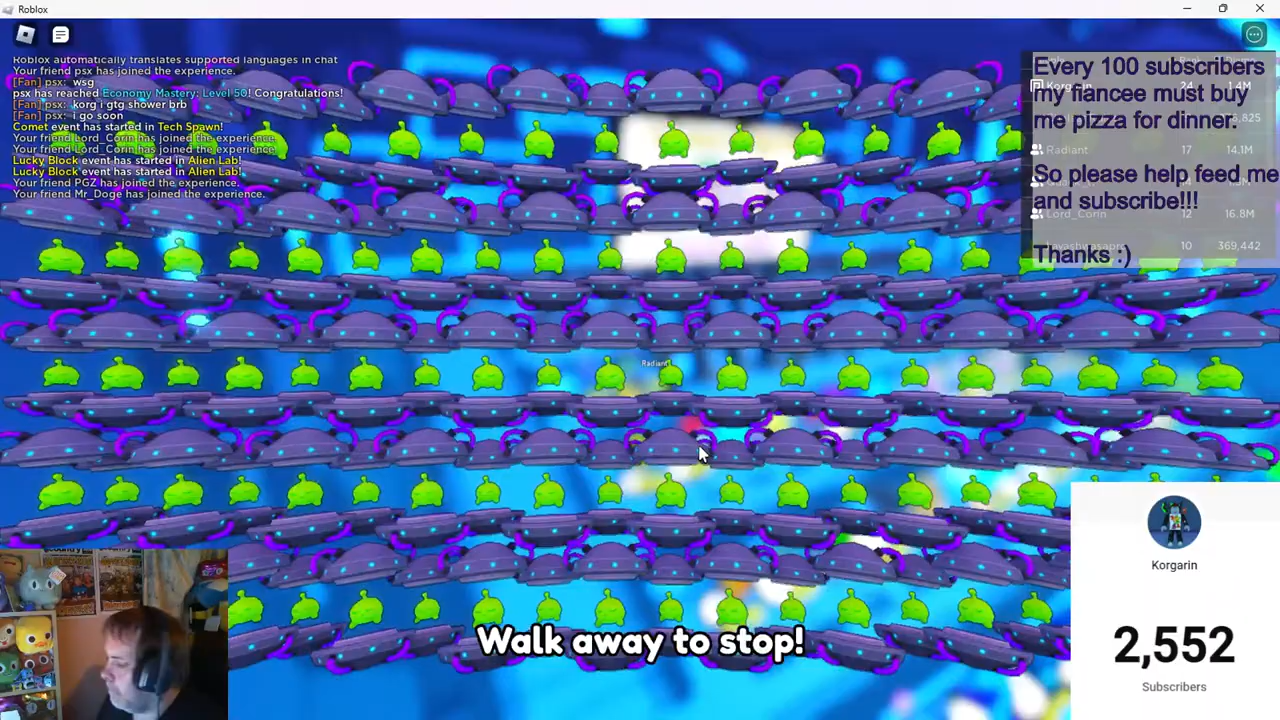 Roblox
Roblox automatically translates supported languages in chat
Your friend psx has joined the experience.
[Fan] psx: wsg
psx has reached Economy Mastery: Level 50! Congratulations!
[Fan] psx: korg i gtg shower brb
[Fan] psx: i go soon
Comet event has started in Tech Spawn!
Your friend Lord_Corin has joined the experience.
Your friend Lord_Corin has joined the experience.
Lucky Block event has started in Alien Lab!
Lucky Block event has started in Alien Lab!
Your friend PGZ has joined the experience.
Your friend Mr_Doge has joined the experience.
Every 100 subscribers
my fiancee must buy
me pizza for dinner.
So please help feed me
and subscribe!!!
Thanks :)
24 1.4M
Radiant 17 14.1M
Lord_Corin 12 16.8M
10 369,442
Radiant
Walk away to stop!
Korgarin
2,552
Subscribers